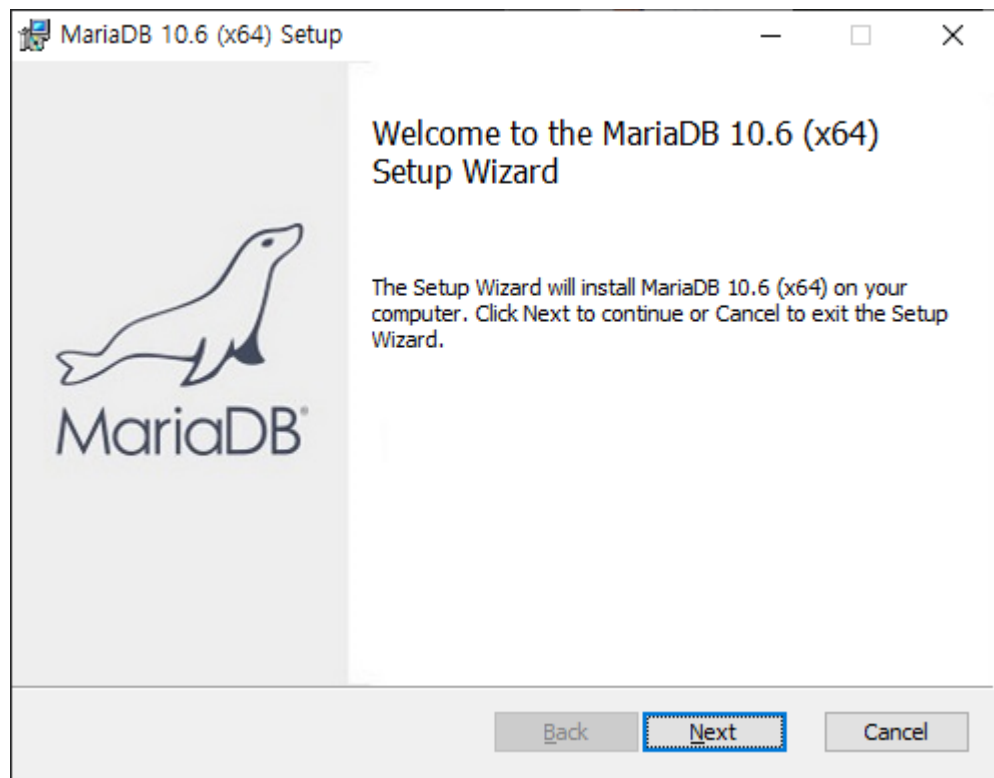 MariaDB 10.6 (x64) Setup
Welcome to the MariaDB 10.6 (x64)
Setup Wizard
The Setup Wizard will install MariaDB 10.6 (x64) on your
computer. Click Next to continue or Cancel to exit the Setup
Wizard.
MariaDB®
Back Next Cancel